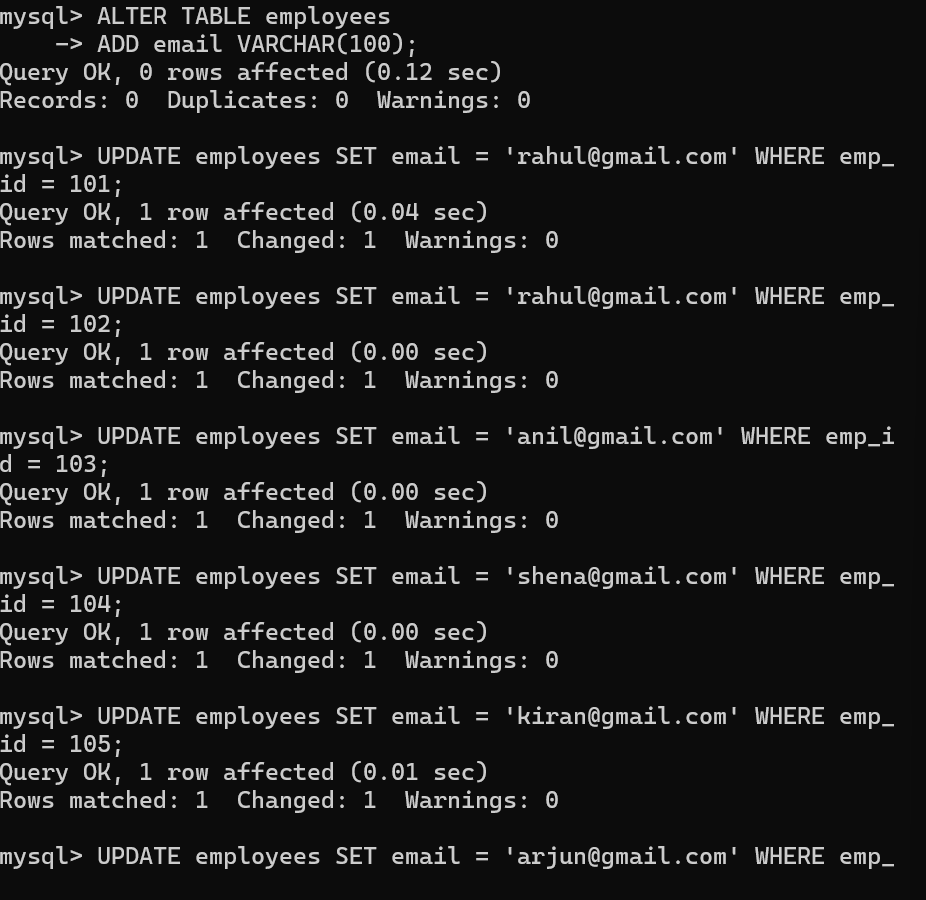 mysql> ALTER TABLE employees
    -> ADD email VARCHAR(100);
Query OK, 0 rows affected (0.12 sec)
Records: 0  Duplicates: 0  Warnings: 0

mysql> UPDATE employees SET email = 'rahul@gmail.com' WHERE emp_
id = 101;
Query OK, 1 row affected (0.04 sec)
Rows matched: 1  Changed: 1  Warnings: 0

mysql> UPDATE employees SET email = 'rahul@gmail.com' WHERE emp_
id = 102;
Query OK, 1 row affected (0.00 sec)
Rows matched: 1  Changed: 1  Warnings: 0

mysql> UPDATE employees SET email = 'anil@gmail.com' WHERE emp_i
d = 103;
Query OK, 1 row affected (0.00 sec)
Rows matched: 1  Changed: 1  Warnings: 0

mysql> UPDATE employees SET email = 'shena@gmail.com' WHERE emp_
id = 104;
Query OK, 1 row affected (0.00 sec)
Rows matched: 1  Changed: 1  Warnings: 0

mysql> UPDATE employees SET email = 'kiran@gmail.com' WHERE emp_
id = 105;
Query OK, 1 row affected (0.01 sec)
Rows matched: 1  Changed: 1  Warnings: 0

mysql> UPDATE employees SET email = 'arjun@gmail.com' WHERE emp_